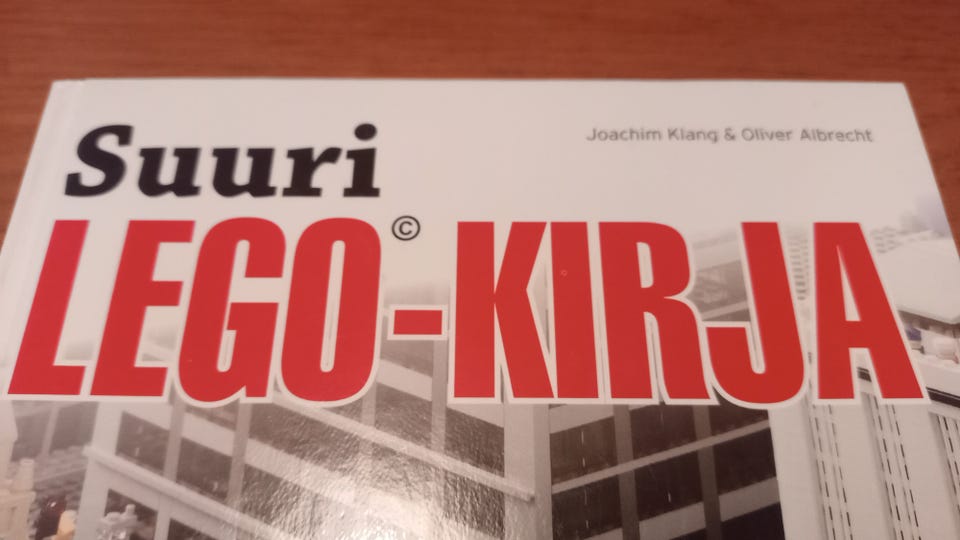 Joachim Klang & Oliver Albrecht
Suuri
LEGO©-KIRJA